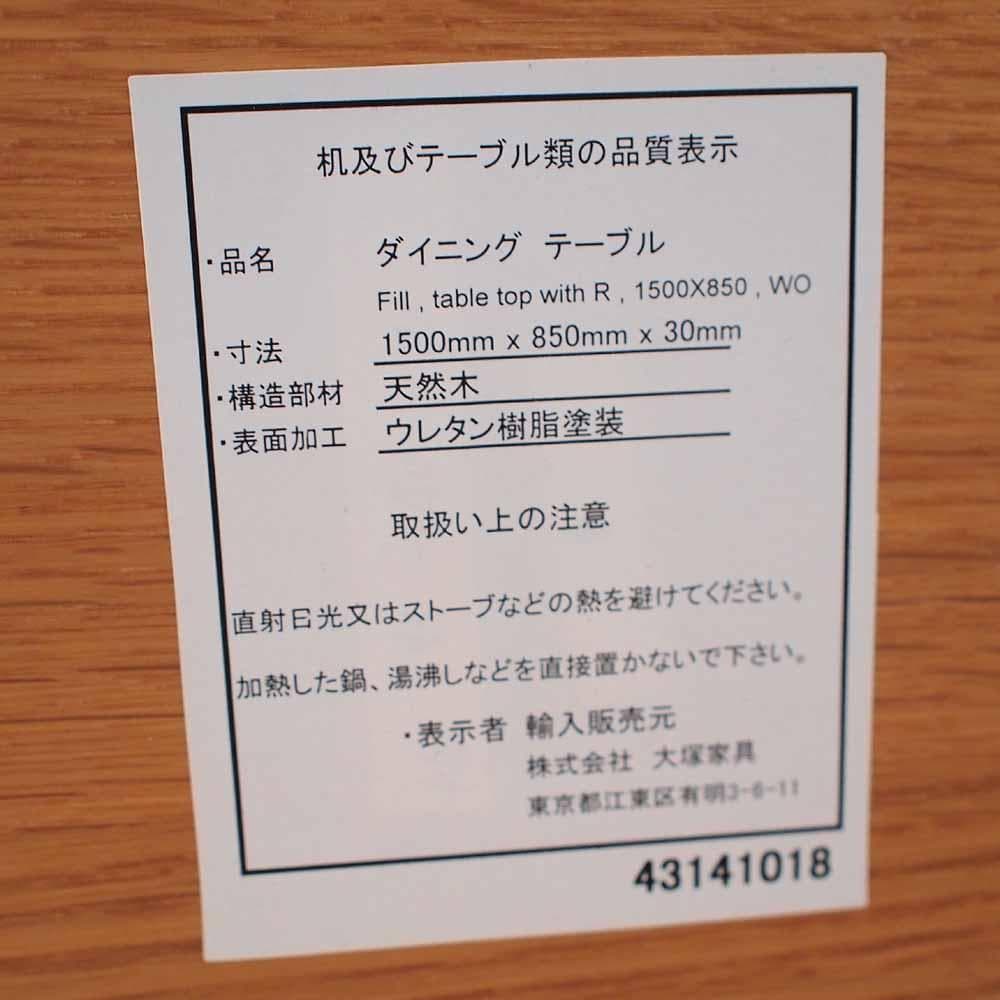 机及びテーブル類の品質表示
・品名 ダイニング テーブル
Fill , table top with R , 1500X850 , WO
・寸法 1500mm x 850mm x 30mm
・構造部材 天然木
・表面加工 ウレタン樹脂塗装
取扱い上の注意
直射日光又はストーブなどの熱を避けてください。
加熱した鍋、湯沸しなどを直接置かないで下さい。
・表示者 輸入販売元
株式会社 大塚家具
東京都江東区有明3-6-11
43141018